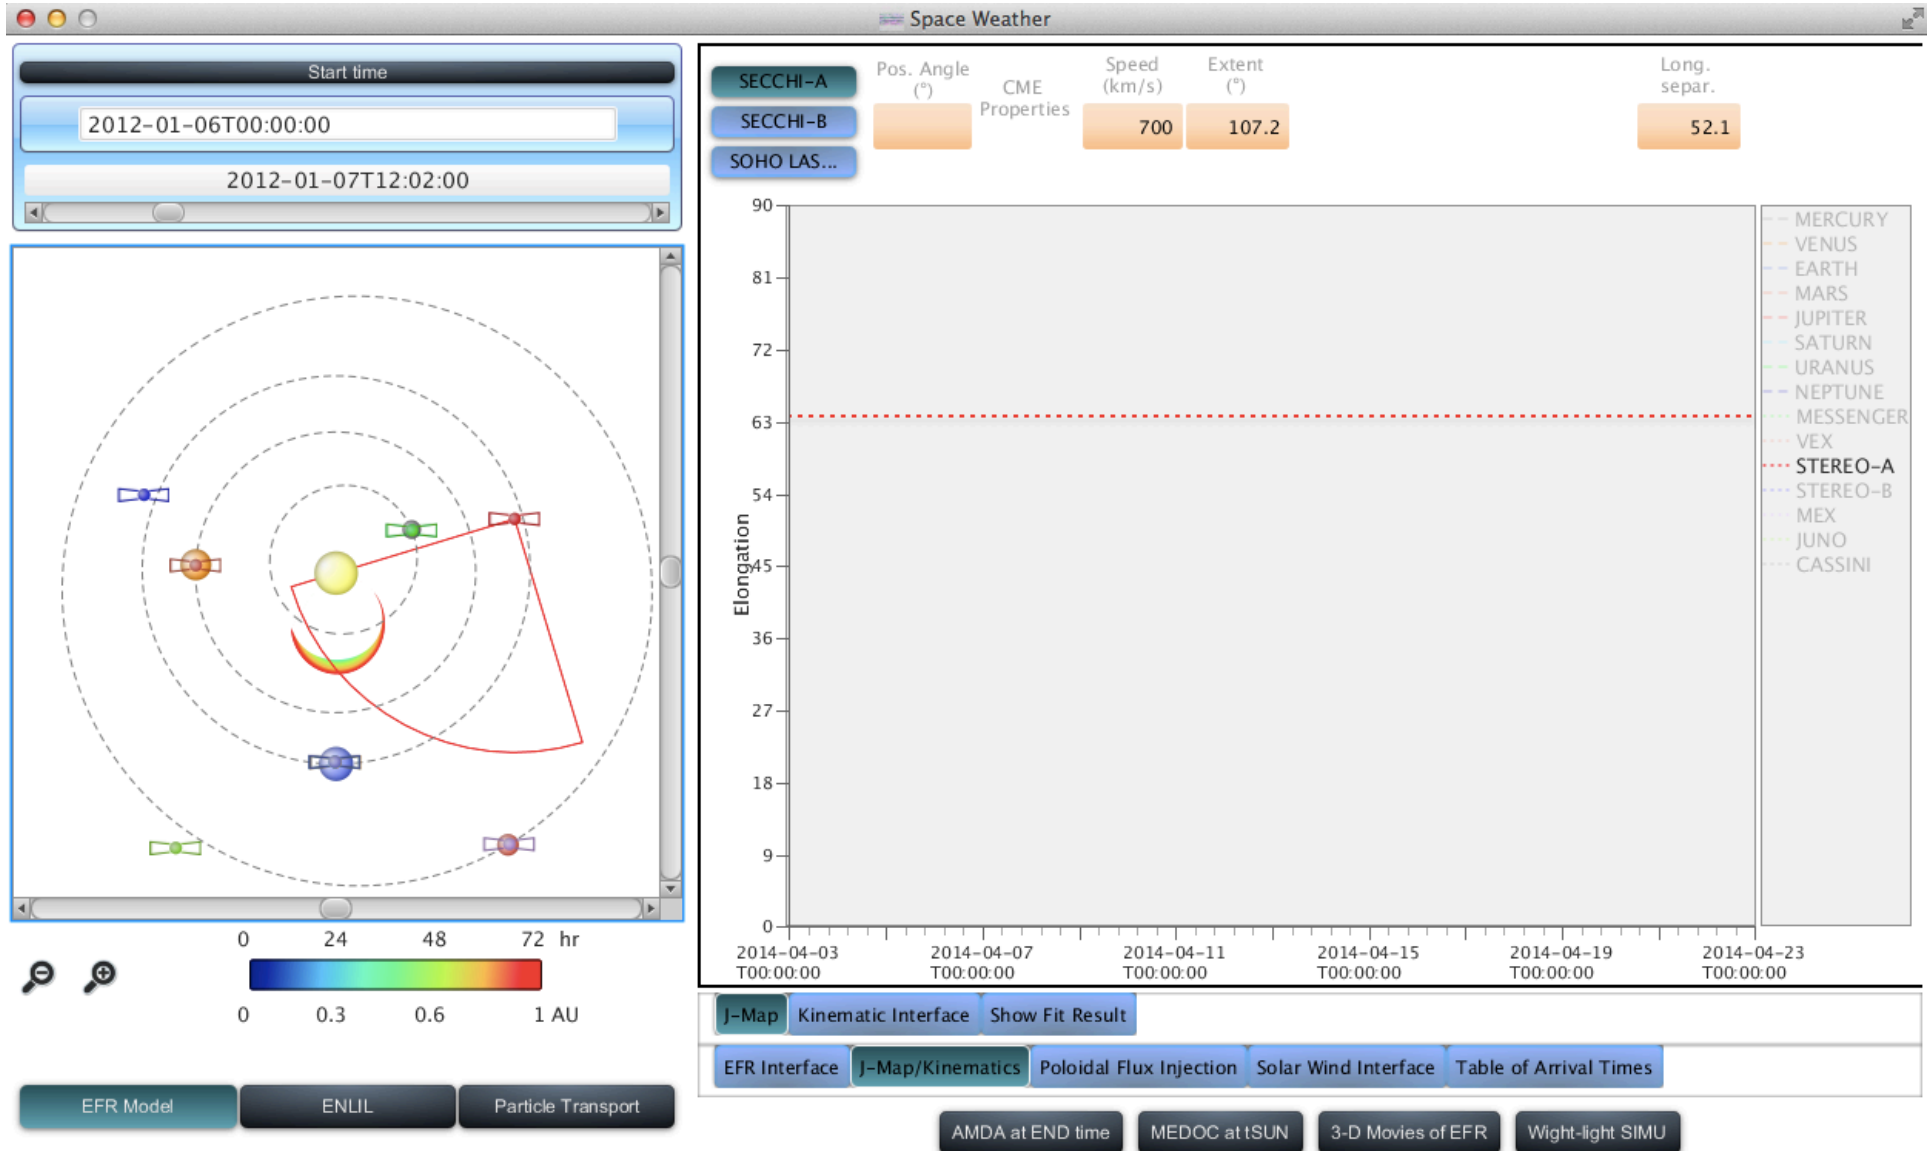 Space Weather
Start time
2012-01-06T00:00:00
2012-01-07T12:02:00
0 24 48 72 hr
0 0.3 0.6 1 AU
EFR Model ENLIL Particle Transport
SECCHI-A
SECCHI-B
SOHO LAS...
Pos. Angle
(°)
CME
Properties
Speed
(km/s)
700
Extent
(°)
107.2
Long.
separ.
52.1
Elongation
90
81
72
63
54
45
36
27
18
9
0
2014-04-03
T00:00:00
2014-04-07
T00:00:00
2014-04-11
T00:00:00
2014-04-15
T00:00:00
2014-04-19
T00:00:00
2014-04-23
T00:00:00
MERCURY
VENUS
EARTH
MARS
JUPITER
SATURN
URANUS
NEPTUNE
MESSENGER
VEX
STEREO-A
STEREO-B
MEX
JUNO
CASSINI
J-Map Kinematic Interface Show Fit Result
EFR Interface J-Map/Kinematics Poloidal Flux Injection Solar Wind Interface Table of Arrival Times
AMDA at END time MEDOC at tSUN 3-D Movies of EFR Wight-light SIMU